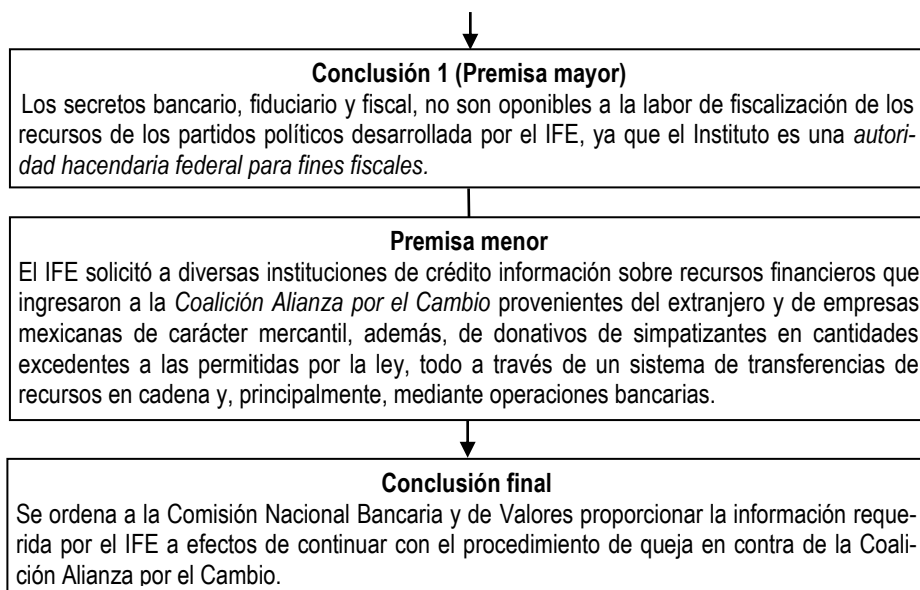 Conclusión 1 (Premisa mayor)
Los secretos bancario, fiduciario y fiscal, no son oponibles a la labor de fiscalización de los
recursos de los partidos políticos desarrollada por el IFE, ya que el Instituto es una autori-
dad hacendaria federal para fines fiscales.
Premisa menor
El IFE solicitó a diversas instituciones de crédito información sobre recursos financieros que
ingresaron a la Coalición Alianza por el Cambio provenientes del extranjero y de empresas
mexicanas de carácter mercantil, además, de donativos de simpatizantes en cantidades
excedentes a las permitidas por la ley, todo a través de un sistema de transferencias de
recursos en cadena y, principalmente, mediante operaciones bancarias.
Conclusión final
Se ordena a la Comisión Nacional Bancaria y de Valores proporcionar la información reque-
rida por el IFE a efectos de continuar con el procedimiento de queja en contra de la Coali-
ción Alianza por el Cambio.